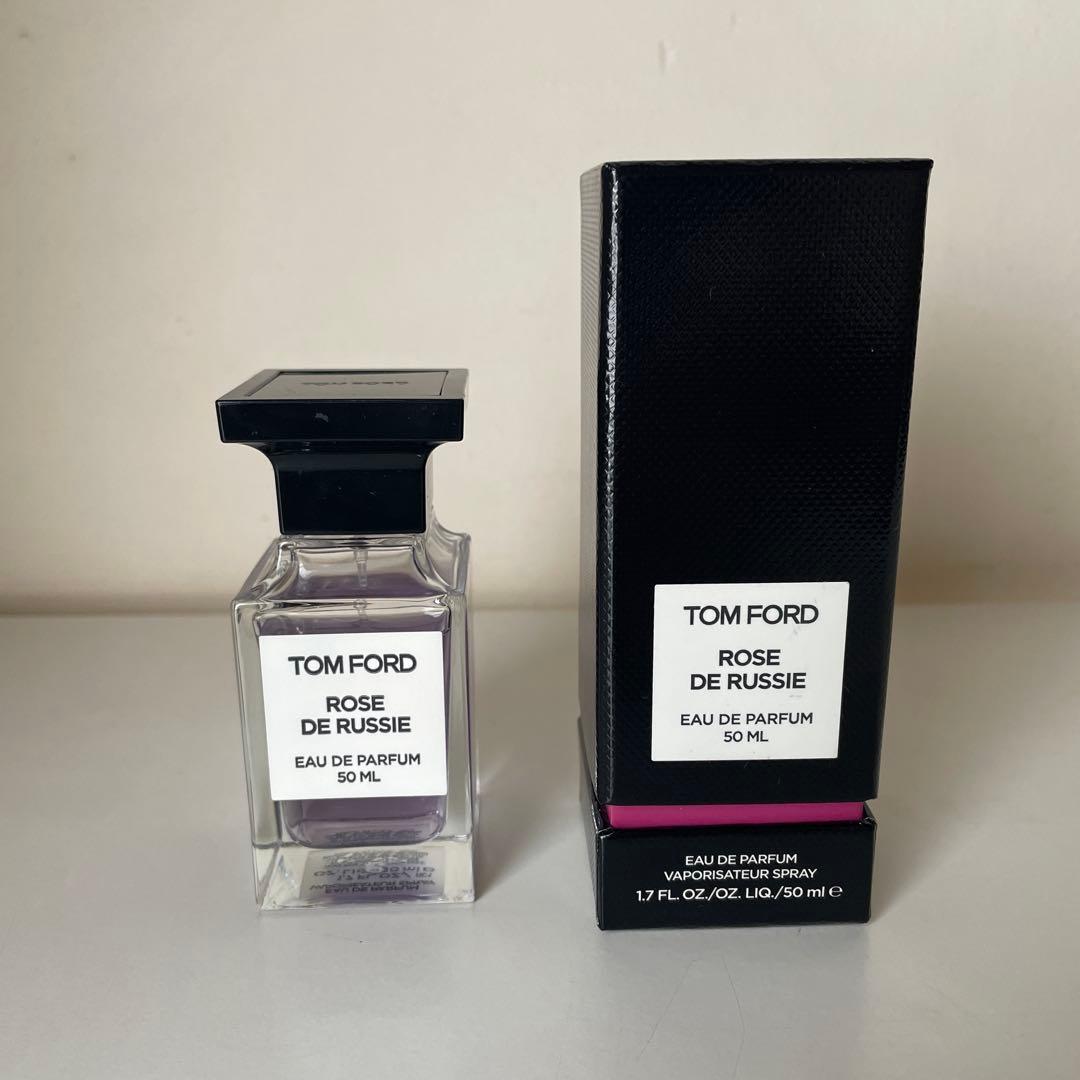 TOM FORD
ROSE
DE RUSSIE
EAU DE PARFUM
50 ML
TOM FORD
ROSE
DE RUSSIE
EAU DE PARFUM
50 ML
EAU DE PARFUM
VAPORISATEUR SPRAY
1.7 FL. OZ./OZ. LIQ./50 ml ℮